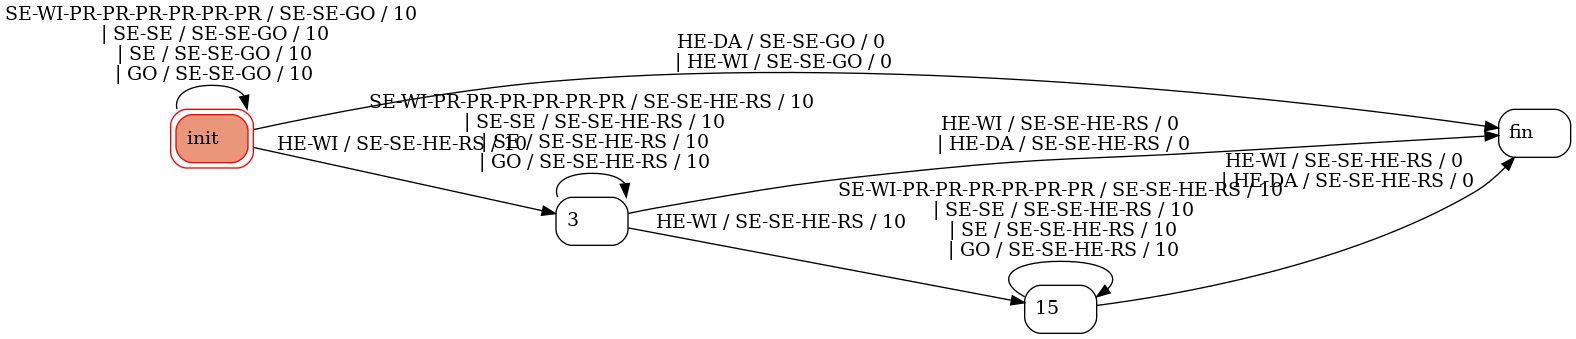 SE-WI-PR-PR-PR-PR-PR-PR / SE-SE-GO / 10
| SE-SE / SE-SE-GO / 10
| SE / SE-SE-GO / 10
| GO / SE-SE-GO / 10
HE-DA / SE-SE-GO / 0
| HE-WI / SE-SE-GO / 0
init
HE-WI / SE-SE-HE-RS / 10
SE-WI-PR-PR-PR-PR-PR-PR / SE-SE-HE-RS / 10
| SE-SE / SE-SE-HE-RS / 10
| SE / SE-SE-HE-RS / 10
| GO / SE-SE-HE-RS / 10
HE-WI / SE-SE-HE-RS / 0
| HE-DA / SE-SE-HE-RS / 0
fin
HE-WI / SE-SE-HE-RS / 0
| HE-DA / SE-SE-HE-RS / 0
3
HE-WI / SE-SE-HE-RS / 10
SE-WI-PR-PR-PR-PR-PR-PR / SE-SE-HE-RS / 10
| SE-SE / SE-SE-HE-RS / 10
| SE / SE-SE-HE-RS / 10
| GO / SE-SE-HE-RS / 10
15